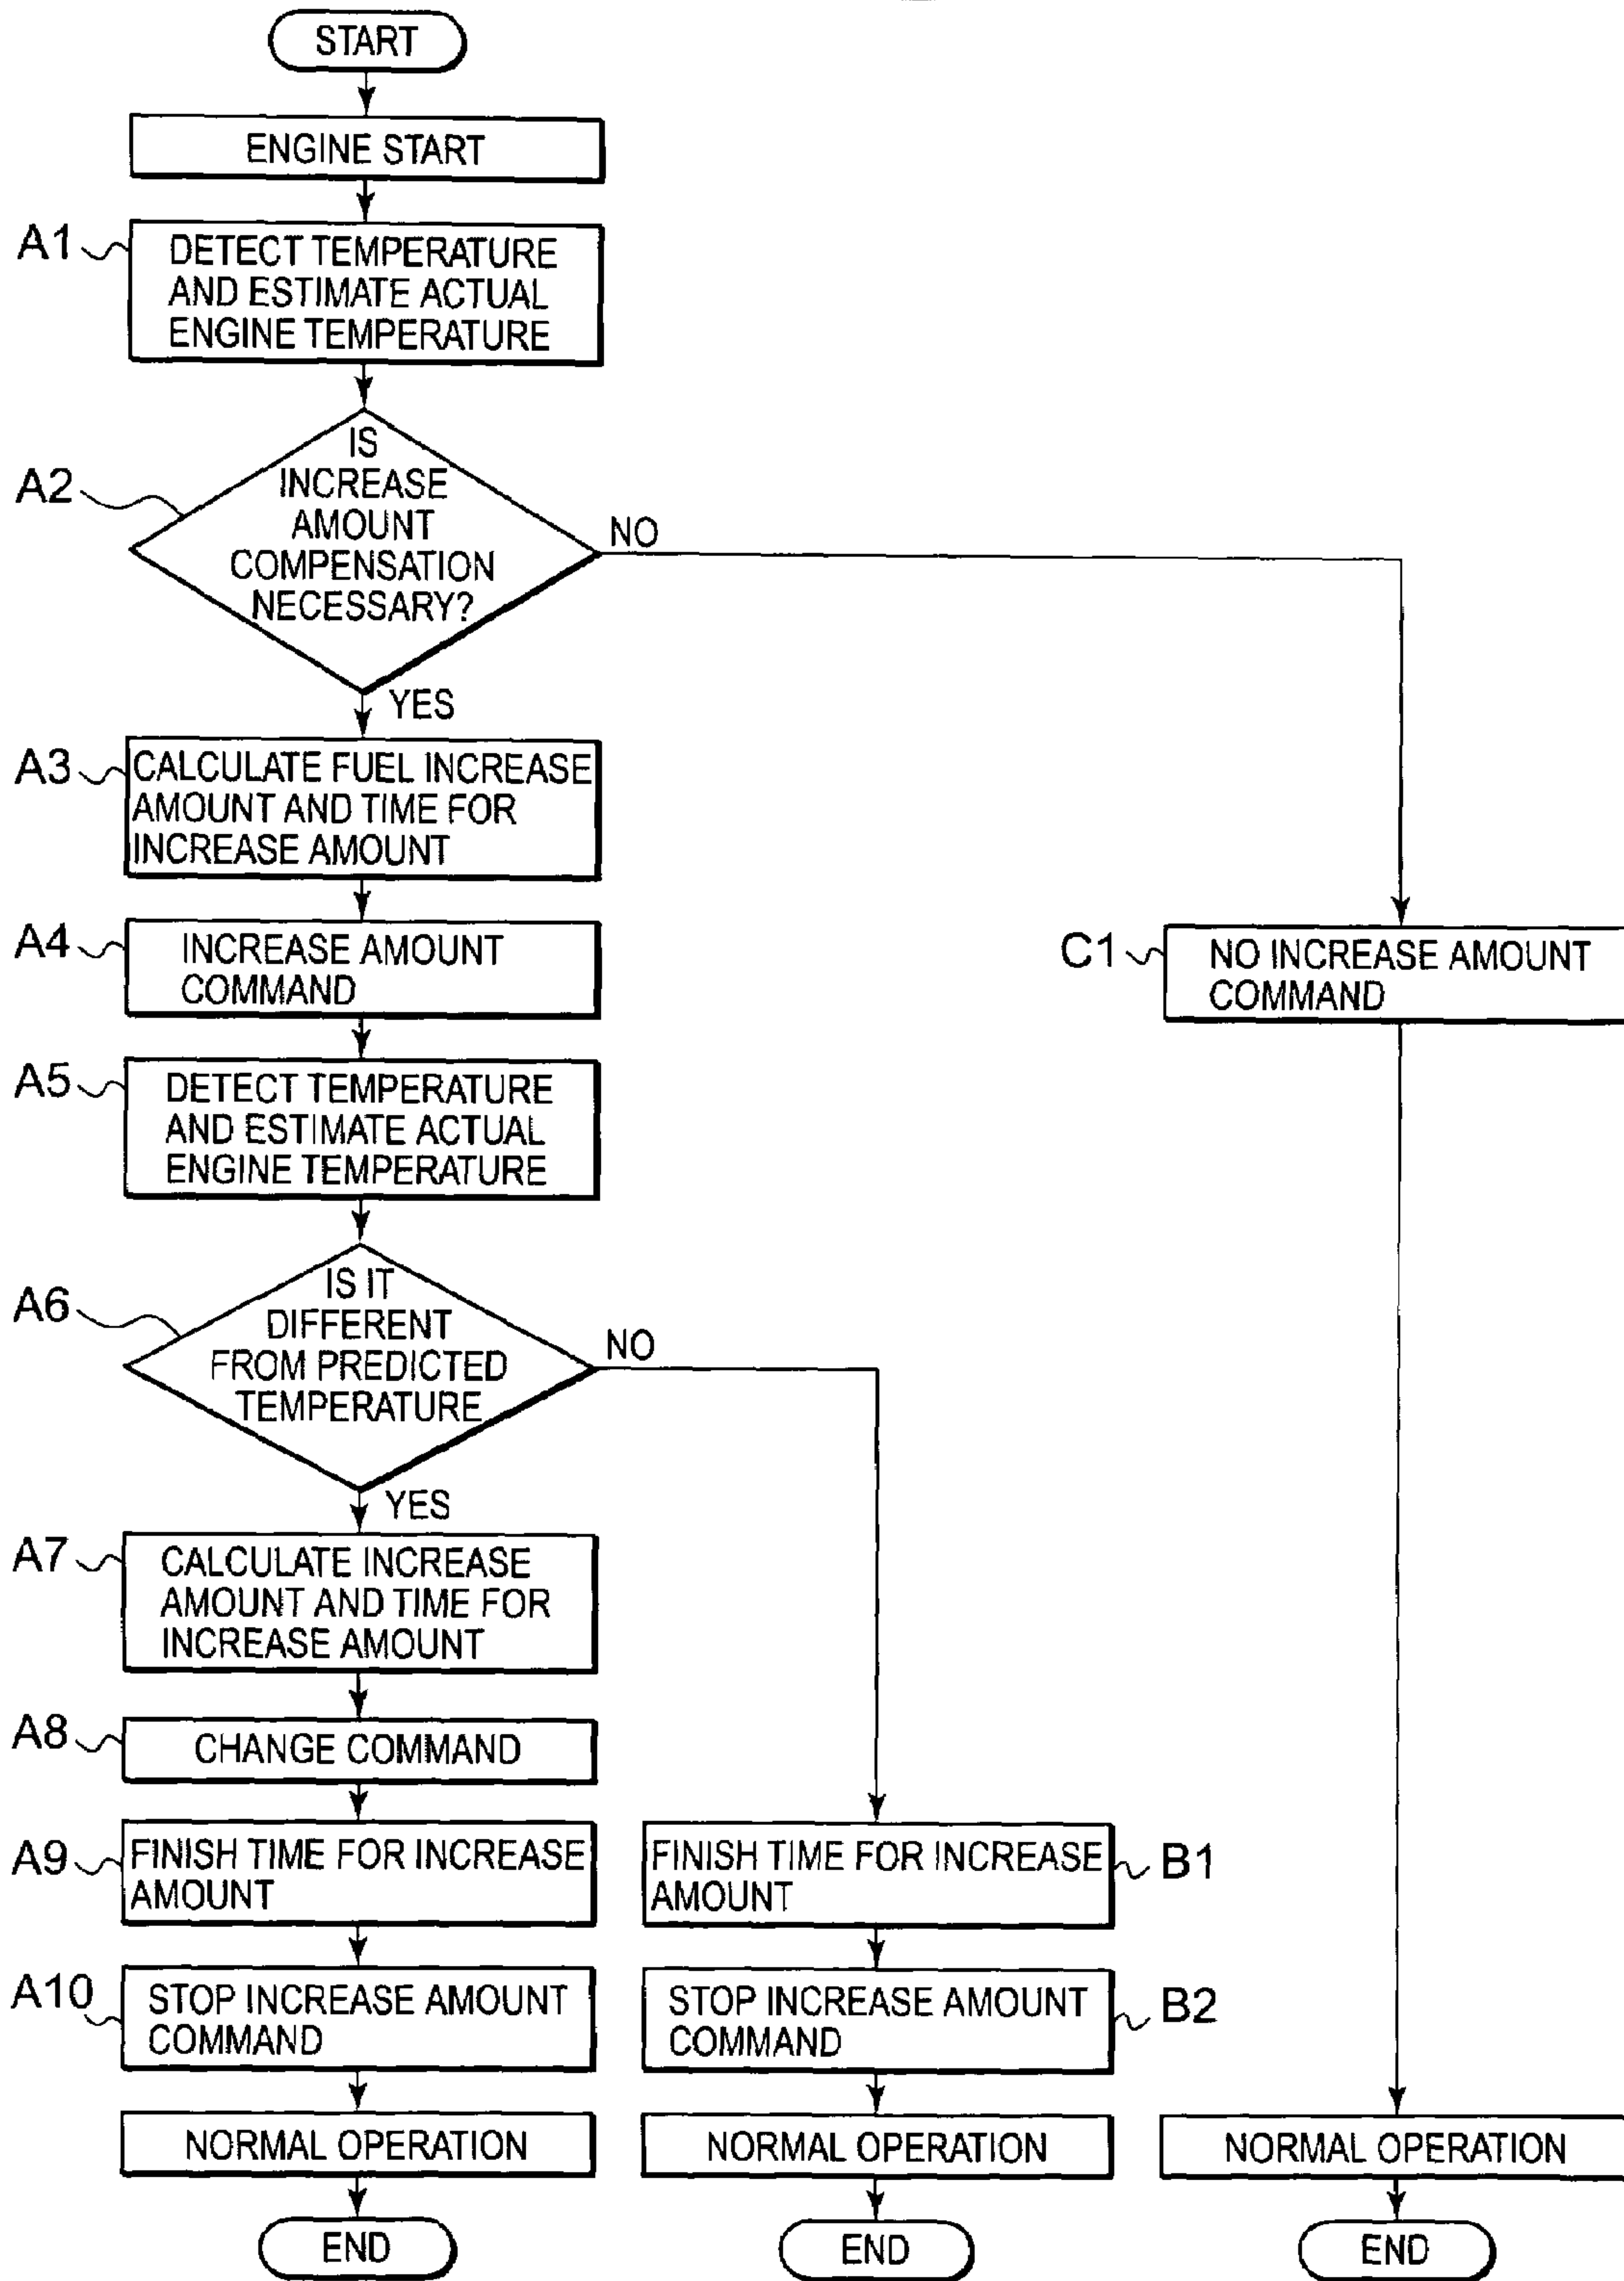 START
ENGINE START
A1
DETECT TEMPERATURE
AND ESTIMATE ACTUAL
ENGINE TEMPERATURE
A2
IS
INCREASE
AMOUNT
COMPENSATION
NECESSARY?
NO
YES
A3
CALCULATE FUEL INCREASE
AMOUNT AND TIME FOR
INCREASE AMOUNT
A4
INCREASE AMOUNT
COMMAND
C1
NO INCREASE AMOUNT
COMMAND
A5
DETECT TEMPERATURE
AND ESTIMATE ACTUAL
ENGINE TEMPERATURE
A6
IS IT
DIFFERENT
FROM PREDICTED
TEMPERATURE
NO
YES
A7
CALCULATE INCREASE
AMOUNT AND TIME FOR
INCREASE AMOUNT
A8
CHANGE COMMAND
A9
FINISH TIME FOR INCREASE
AMOUNT
FINISH TIME FOR INCREASE
AMOUNT
B1
A10
STOP INCREASE AMOUNT
COMMAND
STOP INCREASE AMOUNT
COMMAND
B2
NORMAL OPERATION
NORMAL OPERATION
NORMAL OPERATION
END
END
END